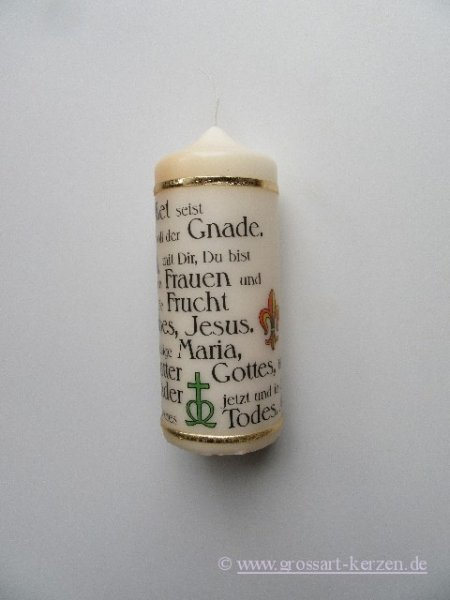 seist
der Gnade,
mit Dir, Du bist
Frauen und
Frucht
Jesus.
Maria,
Gottes,
jetzt und
Todes.
© www.grossart-kerzen.de